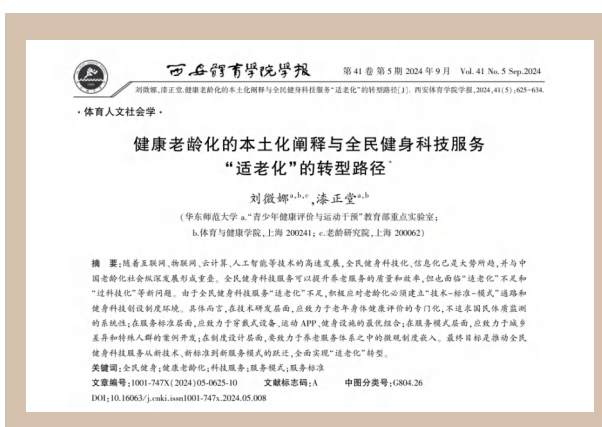 西安体育学院学报
第 41 卷 第 5 期 2024 年 9 月 Vol. 41 No. 5 Sep.2024
刘微娜,漆正堂.健康老龄化的本土化阐释与全民健身科技服务“适老化”的转型路径[J]. 西安体育学院学报,2024,41(5):625-634.
·体育人文社会学·
健康老龄化的本土化阐释与全民健身科技服务
“适老化”的转型路径*
刘微娜a,b,c,漆正堂a,b
(华东师范大学 a.“青少年健康评价与运动干预”教育部重点实验室;
b.体育与健康学院,上海 200241; c.老龄研究院,上海 200062)
摘 要:随着互联网、物联网、云计算、人工智能等技术的高速发展,全民健身科技化、信息化已是大势所趋,并与中
国老龄化社会纵深发展形成重叠。全民健身科技服务可以提升养老服务的质量和效率,但也面临“适老化”不足和
“过科技化”等新问题。由于全民健身科技服务“适老化”不足,积极应对老龄化必须建立“技术-标准-模式”通路和
健身科技创设制度环境。具体而言,在技术研发层面,应致力于老年身体健康评价的专门化,不追求国民体质监测
的系统性;在服务标准层面,应致力于穿戴式设备、运动 APP、健身设施的最优组合;在服务模式层面,应致力于城乡
差异和特殊人群的案例开发;在制度设计层面,要致力于养老服务体系之中的微观制度嵌入。最终目标是推动全民
健身科技服务从新技术、新标准到新服务模式的跃迁,全面实现“适老化”转型。
关键词:全民健身;健康老龄化;科技服务;服务模式;服务标准
文章编号:1001-747X(2024)05-0625-10 文献标志码:A 中图分类号:G804.26
DOI:10.16063/j.cnki.issn1001-747x.2024.05.008